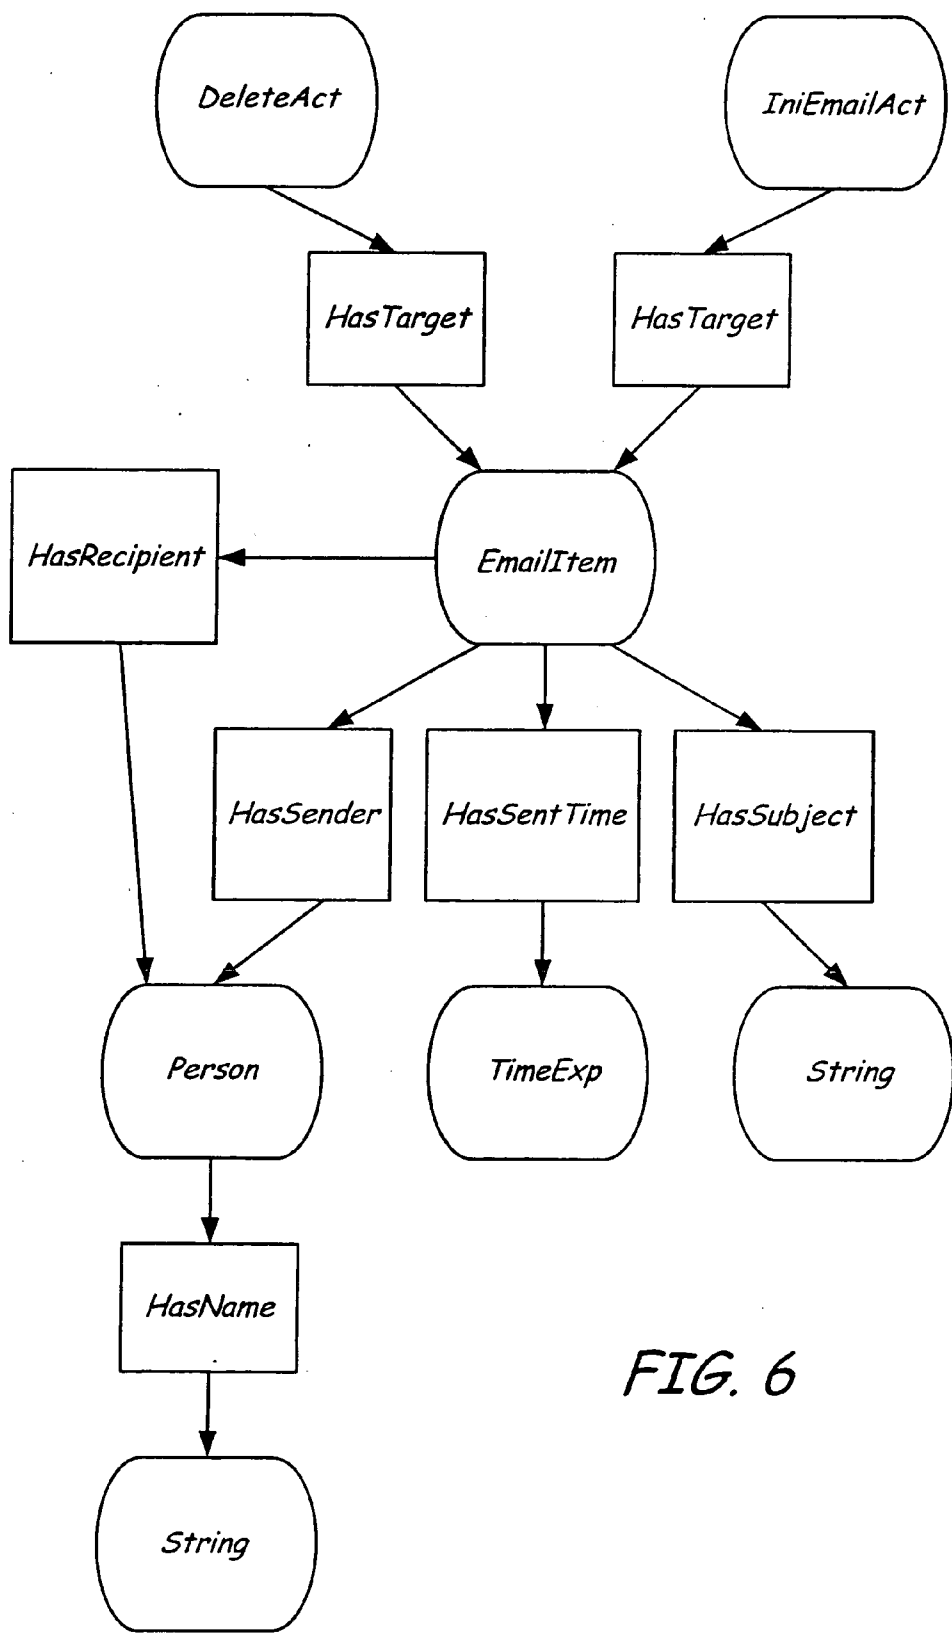 DeleteAct
IniEmailAct
HasTarget
HasTarget
HasRecipient
EmailItem
HasSender
HasSentTime
HasSubject
Person
TimeExp
String
HasName
FIG. 6
String